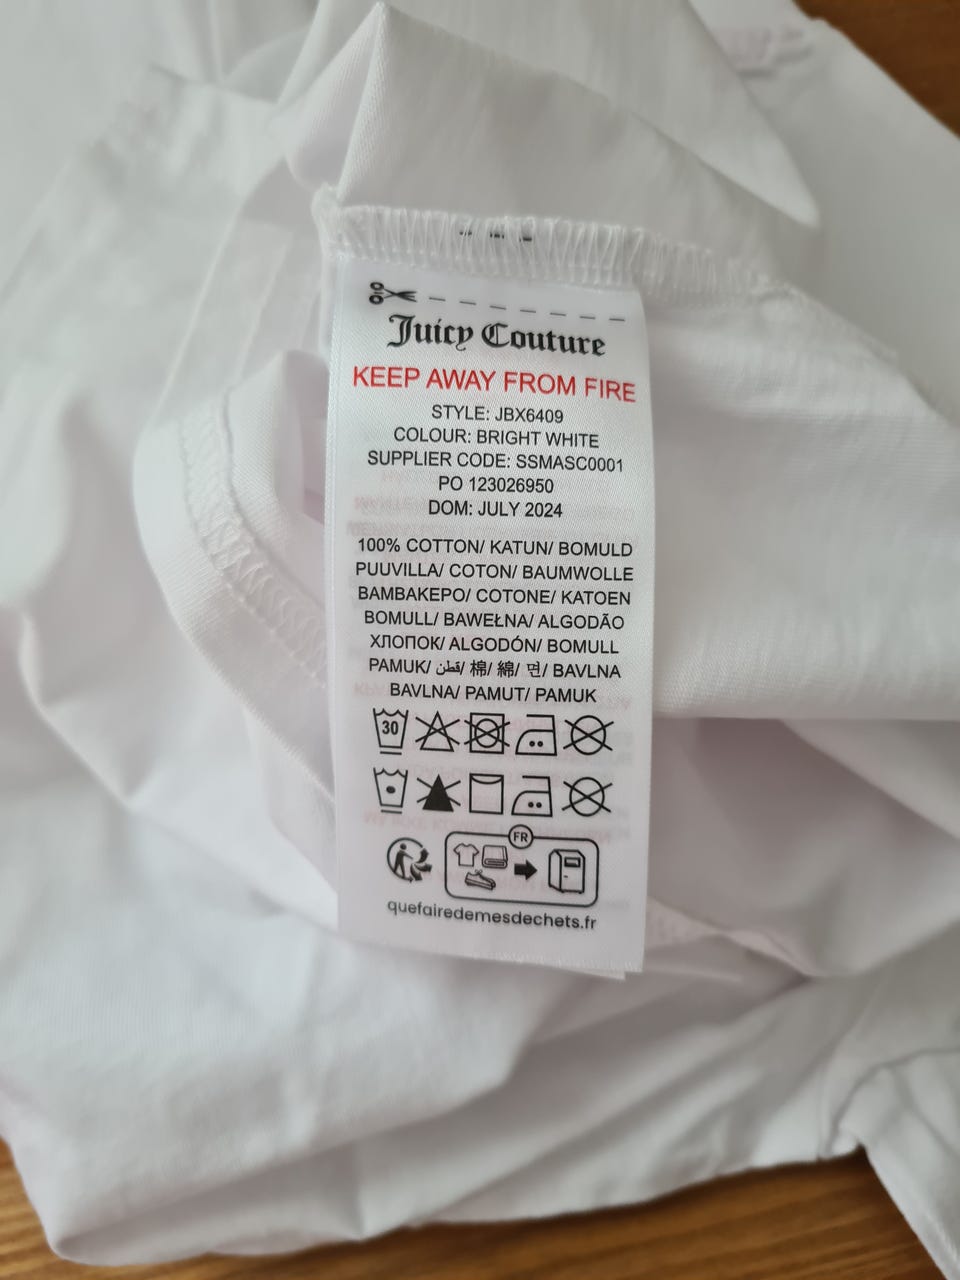 Juicy Couture
KEEP AWAY FROM FIRE
STYLE: JBX6409
COLOUR: BRIGHT WHITE
SUPPLIER CODE: SSMASC0001
PO 123026950
DOM: JULY 2024
100% COTTON/ KATUN/ BOMULD
PUUVILLA/ COTON/ BAUMWOLLE
ΒΑΜΒΑΚΕΡΟ/ COTONE/ KATOEN
BOMULL/ BAWEŁNA/ ALGODÃO
ХЛОПОК/ ALGODÓN/ BOMULL
PAMUK/ قطن/ 棉/ 綿/ 면/ BAVLNA
BAVLNA/ PAMUT/ PAMUK
30
FR
quefairedemesdechets.fr